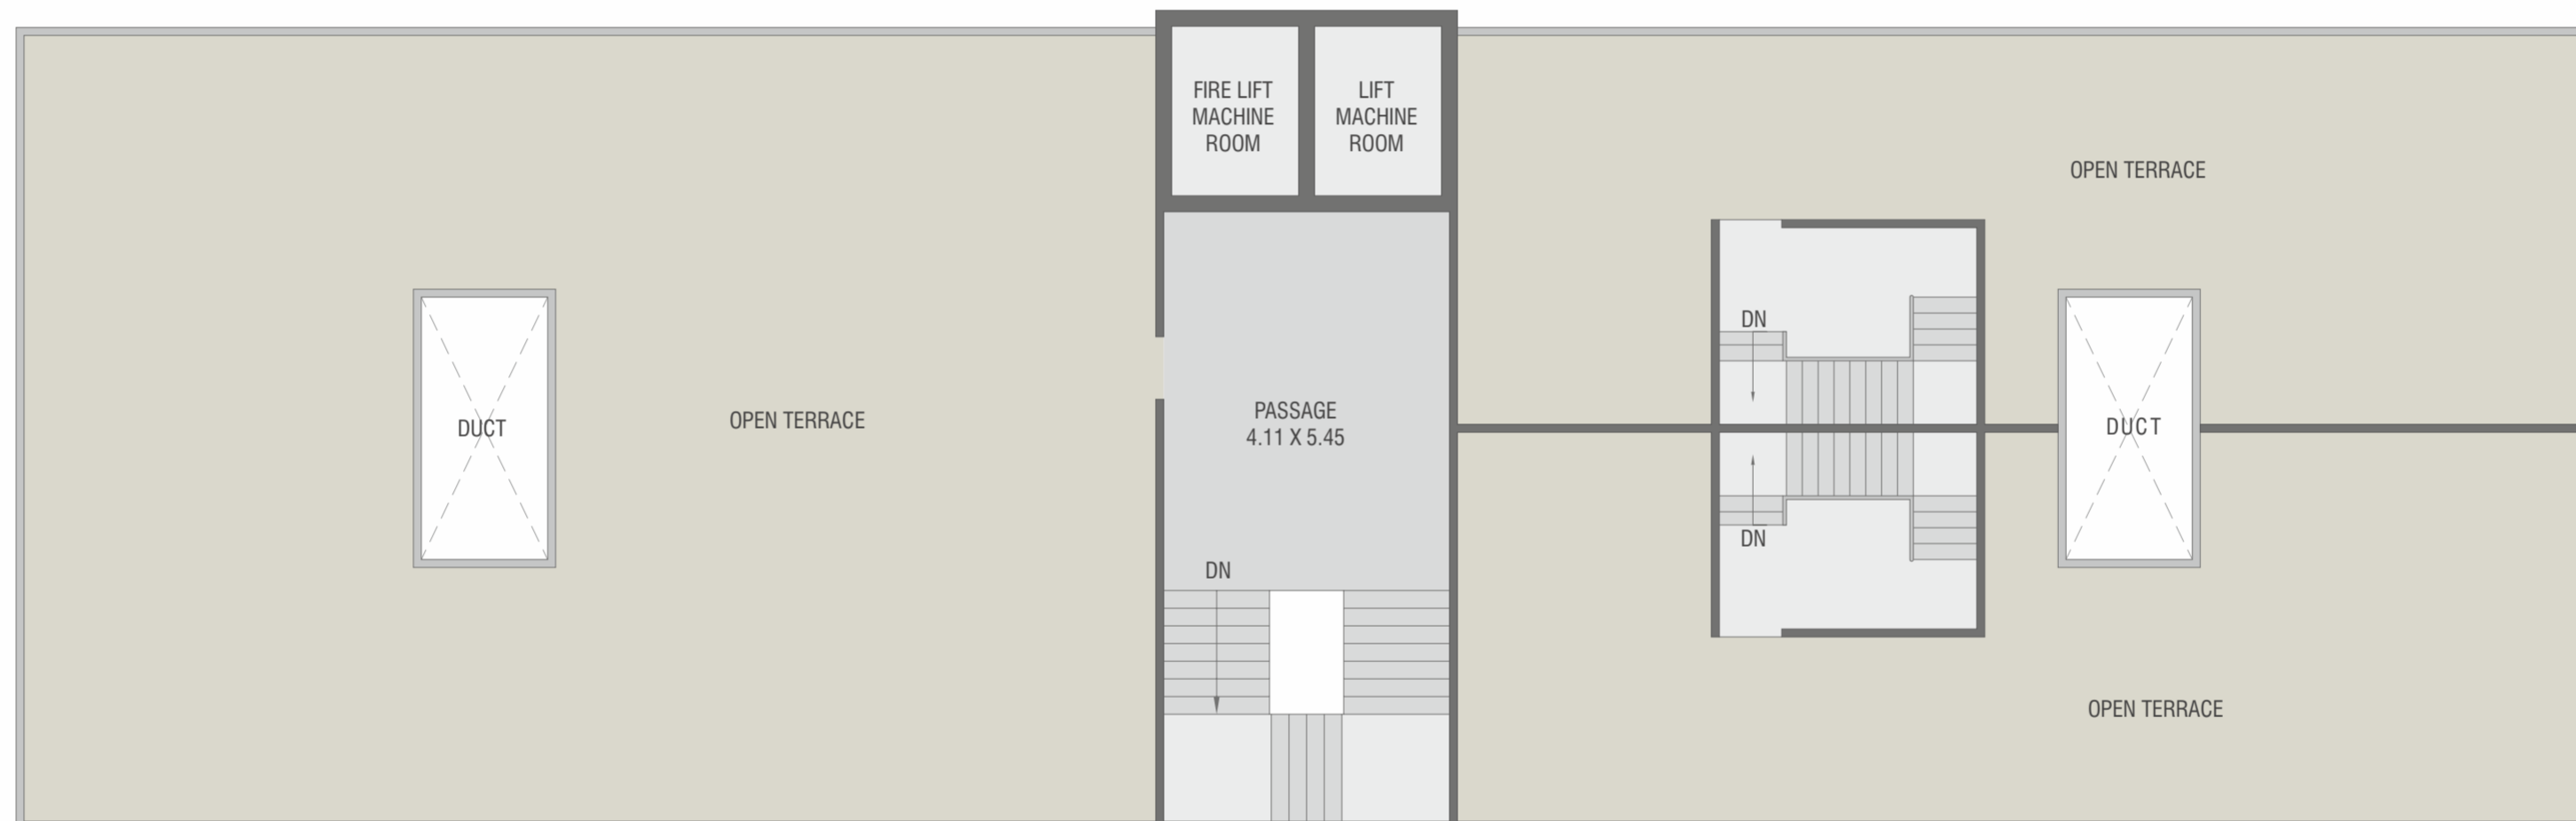 FIRE LIFT
MACHINE
ROOM
LIFT
MACHINE
ROOM
OPEN TERRACE
DN
DUCT
OPEN TERRACE
PASSAGE
4.11 X 5.45
DUCT
DN
DN
OPEN TERRACE